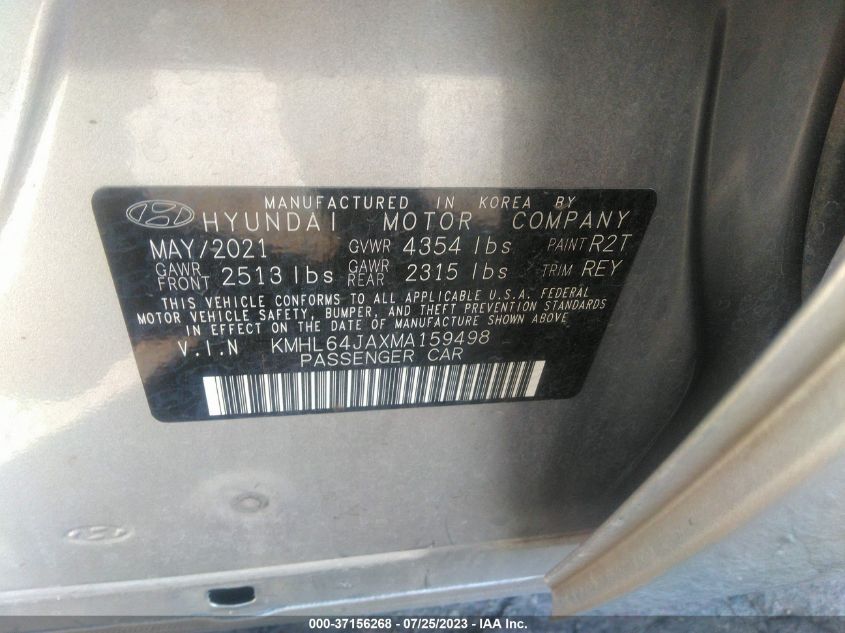 MANUFACTURED IN KOREA BY
HYUNDAI MOTOR COMPANY
MAY/2021 GVWR 4354 lbs PAINT R2T
GAWR FRONT 2513 lbs GAWR REAR 2315 lbs TRIM REY
THIS VEHICLE CONFORMS TO ALL APPLICABLE U.S.A. FEDERAL
MOTOR VEHICLE SAFETY, BUMPER, AND THEFT PREVENTION STANDARDS
IN EFFECT ON THE DATE OF MANUFACTURE SHOWN ABOVE
V.I.N KMHL64JAXMA159498
PASSENGER CAR
000-37156268 - 07/25/2023 - IAA Inc.